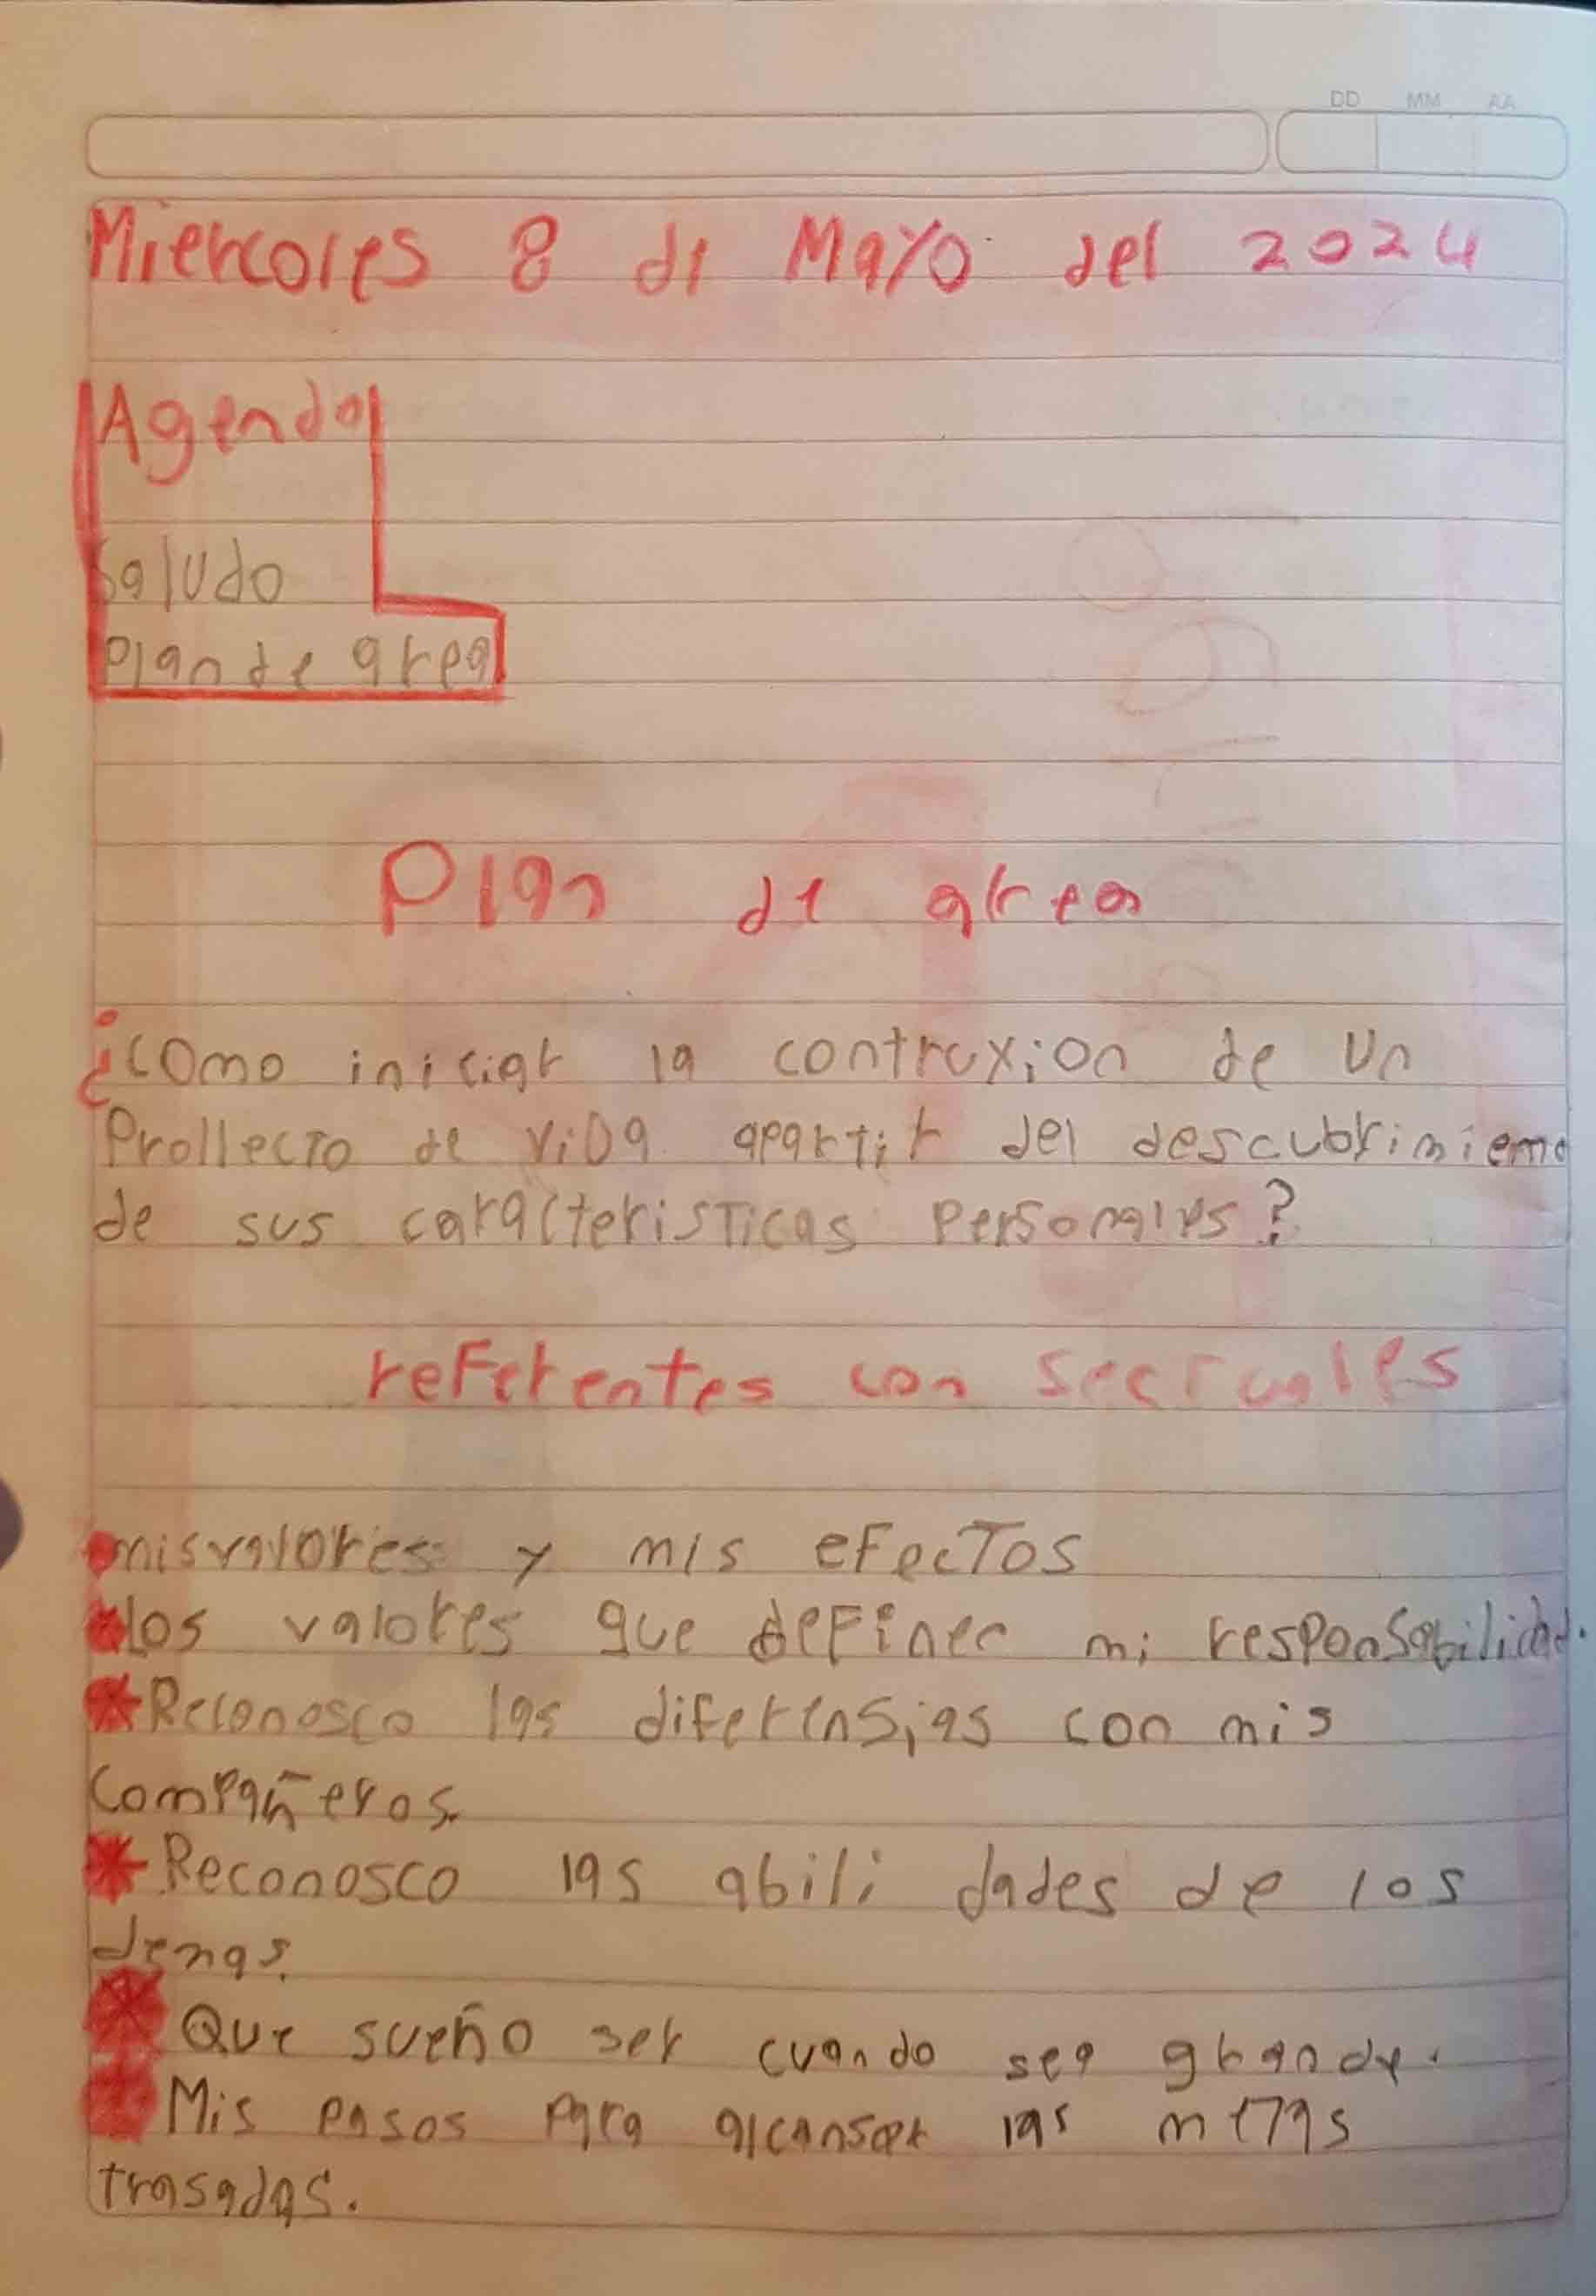 DD MM AA
Miercoles 8 de Mayo del 2024
Agenda
Saludo
Plan de area
Plan de area
¿como iniciar la contruxion de un
Prollecto de vida apartir del descubrimieno
de sus caracteristicas personales?
referentes con sectuales
misvalores y mis efectos
*los valores que definen mi responsabilidad.
*Reconosco las diferensias con mis
compañeros.
*Reconosco las abili dades de los
demas.
*Que sueño ser cuando sea grande.
*Mis pasos para alcansar las metas
trasadas.